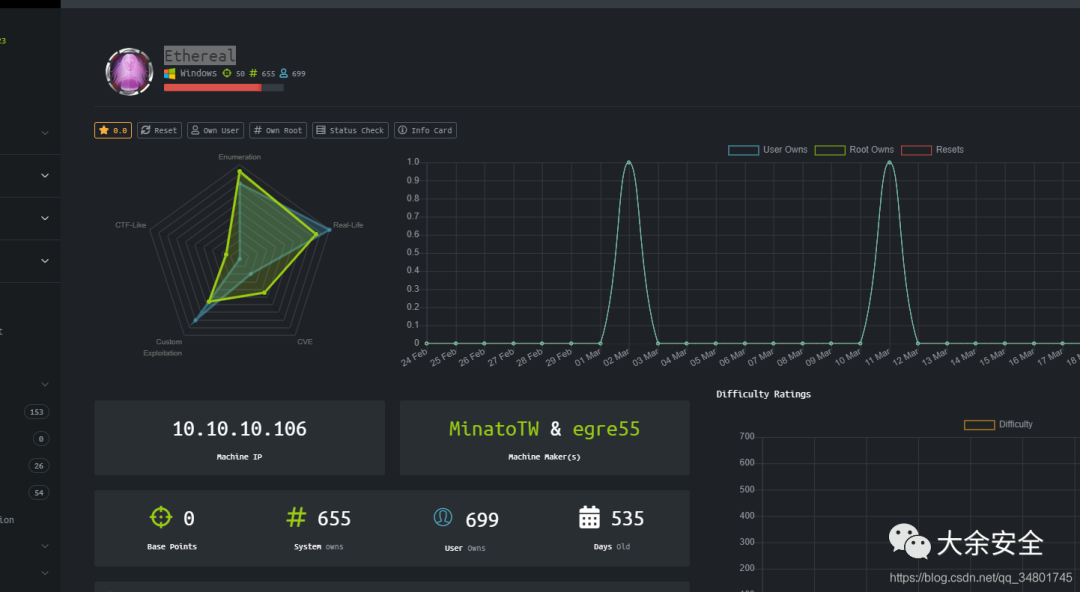 23
Ethereal
Windows 50 # 655 699
0.0 Reset Own User # Own Root Status Check Info Card
Enumeration
CTF-Like
Real-Life
Custom
Exploitation
CVE
User Owns Root Owns Resets
1.0
0.9
0.8
0.7
0.6
0.5
0.4
0.3
0.2
0.1
0
24 Feb 25 Feb 26 Feb 27 Feb 28 Feb 29 Feb 01 Mar 02 Mar 03 Mar 04 Mar 05 Mar 06 Mar 07 Mar 08 Mar 09 Mar 10 Mar 11 Mar 12 Mar 13 Mar 14 Mar 15 Mar 16 Mar 17 Mar 18
t
153
0
26
54
ion
10.10.10.106
Machine IP
MinatoTW & egre55
Machine Maker(s)
0
Base Points
# 655
System owns
699
User Owns
535
Days Old
Difficulty Ratings
Difficulty
700
600
500
400
300
200
大余安全
https://blog.csdn.net/qq_34801745